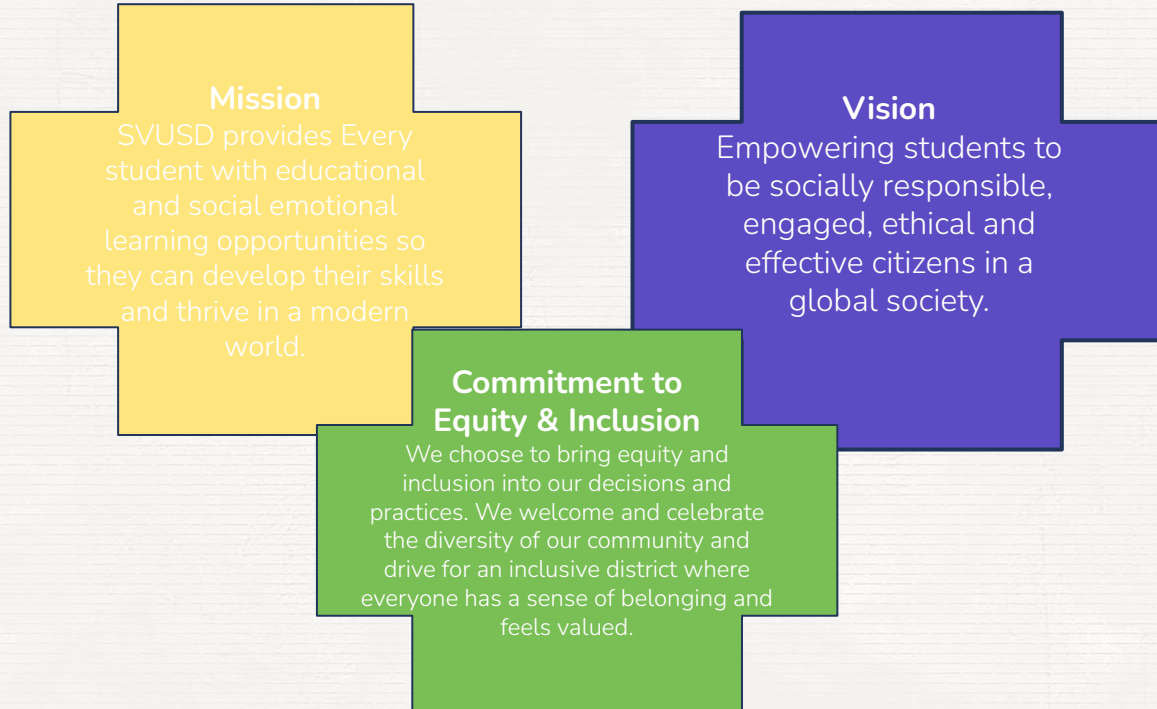 Mission
SVUSD provides Every
student with educational
and social emotional
learning opportunities so
they can develop their skills
and thrive in a modern
world.
Vision
Empowering students to
be socially responsible,
engaged, ethical and
effective citizens in a
global society.
Commitment to
Equity & Inclusion
We choose to bring equity and
inclusion into our decisions and
practices. We welcome and celebrate
the diversity of our community and
drive for an inclusive district where
everyone has a sense of belonging and
feels valued.